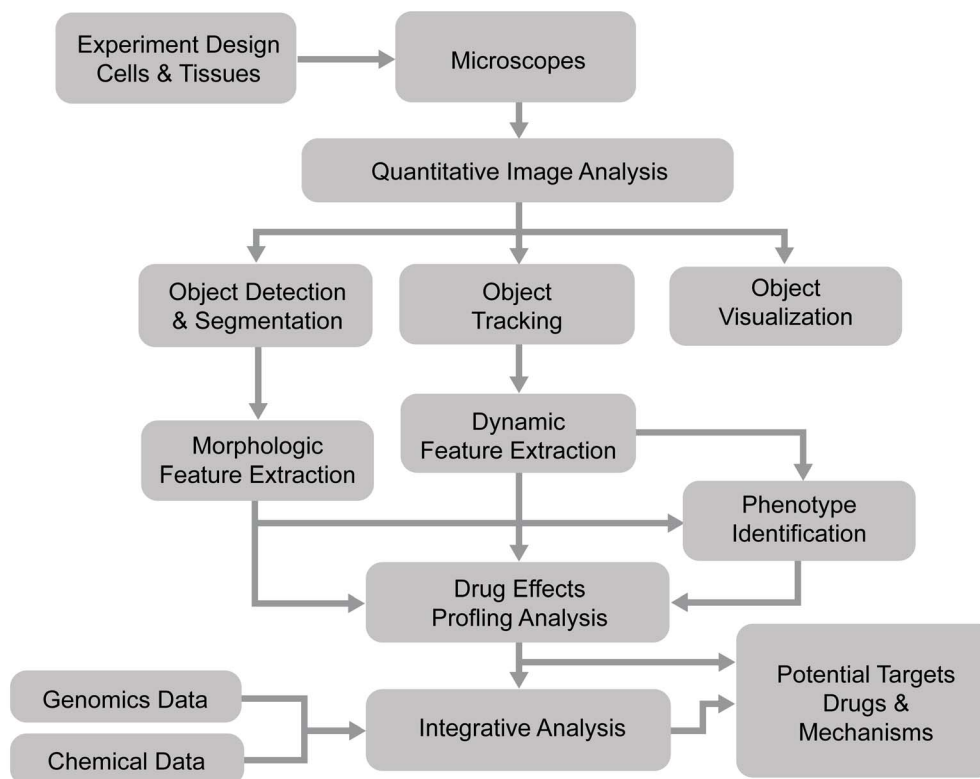 Experiment Design
Cells & Tissues
Microscopes
Quantitative Image Analysis
Object Detection
& Segmentation
Object
Tracking
Object
Visualization
Morphologic
Feature Extraction
Dynamic
Feature Extraction
Phenotype
Identification
Drug Effects
Profling Analysis
Genomics Data
Chemical Data
Integrative Analysis
Potential Targets
Drugs &
Mechanisms